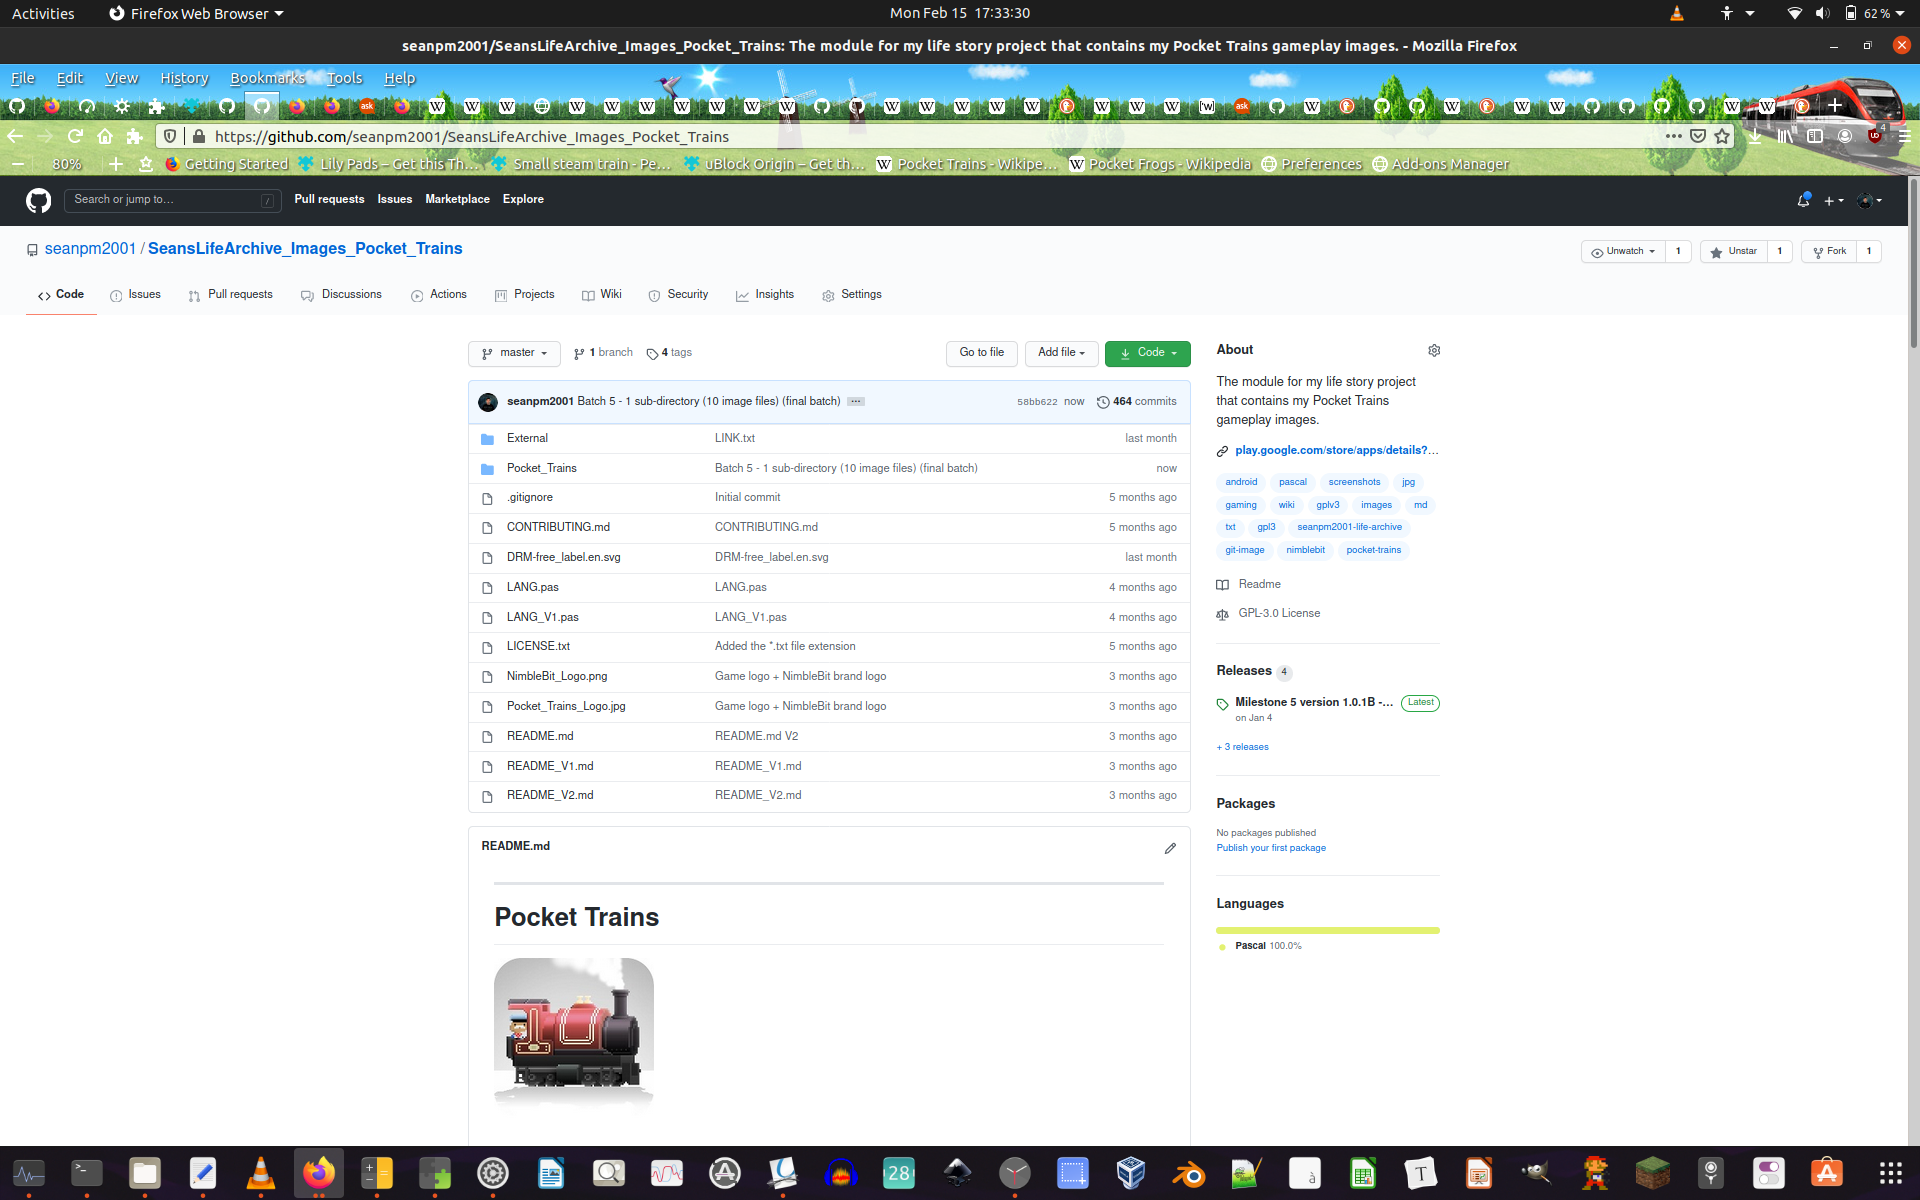 Activities Firefox Web Browser Mon Feb 15 17:33:30 62 %
seanpm2001/SeansLifeArchive_Images_Pocket_Trains: The module for my life story project that contains my Pocket Trains gameplay images. - Mozilla Firefox
File Edit View History Bookmarks Tools Help
https://github.com/seanpm2001/SeansLifeArchive_Images_Pocket_Trains
80% Getting Started Lily Pads – Get this Th… Small steam train - Pe… uBlock Origin – Get th… Pocket Trains - Wikipe… Pocket Frogs - Wikipedia Preferences Add-ons Manager
Search or jump to… / Pull requests Issues Marketplace Explore
seanpm2001 / SeansLifeArchive_Images_Pocket_Trains Unwatch 1 Unstar 1 Fork 1
Code Issues Pull requests Discussions Actions Projects Wiki Security Insights Settings
master 1 branch 4 tags Go to file Add file Code
seanpm2001 Batch 5 - 1 sub-directory (10 image files) (final batch) ... 58bb622 now 464 commits
External LINK.txt last month
Pocket_Trains Batch 5 - 1 sub-directory (10 image files) (final batch) now
.gitignore Initial commit 5 months ago
CONTRIBUTING.md CONTRIBUTING.md 5 months ago
DRM-free_label.en.svg DRM-free_label.en.svg last month
LANG.pas LANG.pas 4 months ago
LANG_V1.pas LANG_V1.pas 4 months ago
LICENSE.txt Added the *.txt file extension 5 months ago
NimbleBit_Logo.png Game logo + NimbleBit brand logo 3 months ago
Pocket_Trains_Logo.jpg Game logo + NimbleBit brand logo 3 months ago
README.md README.md V2 3 months ago
README_V1.md README_V1.md 3 months ago
README_V2.md README_V2.md 3 months ago
README.md
Pocket Trains
About
The module for my life story project
that contains my Pocket Trains
gameplay images.
play.google.com/store/apps/details?…
android pascal screenshots jpg
gaming wiki gplv3 images md
txt gpl3 seanpm2001-life-archive
git-image nimblebit pocket-trains
Readme
GPL-3.0 License
Releases 4
Milestone 5 version 1.0.1B -… Latest
on Jan 4
+ 3 releases
Packages
No packages published
Publish your first package
Languages
Pascal 100.0%
28